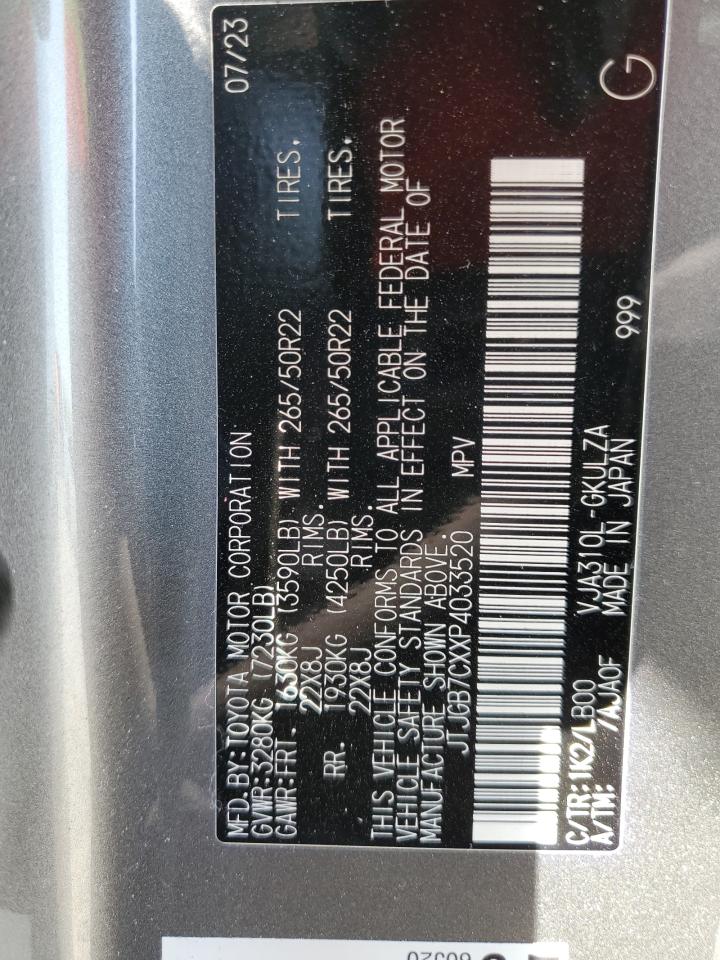 MFD.BY:TOYOTA MOTOR CORPORATION 07/23
GVWR:3280KG (7230LB)
GAWR:FRT. 1630KG (3590LB) WITH 265/50R22 TIRES,
22X8J RIMS.
RR. 1930KG (4250LB) WITH 265/50R22 TIRES,
22X8J RIMS.
THIS VEHICLE CONFORMS TO ALL APPLICABLE FEDERAL MOTOR
VEHICLE SAFETY STANDARDS IN EFFECT ON THE DATE OF
MANUFACTURE SHOWN ABOVE.
JTJGB7CXXP4033520 MPV
C/TR:1K2/LB00 VJA310L-GKULZA
A/TM: /AJA0F MADE IN JAPAN 999 G